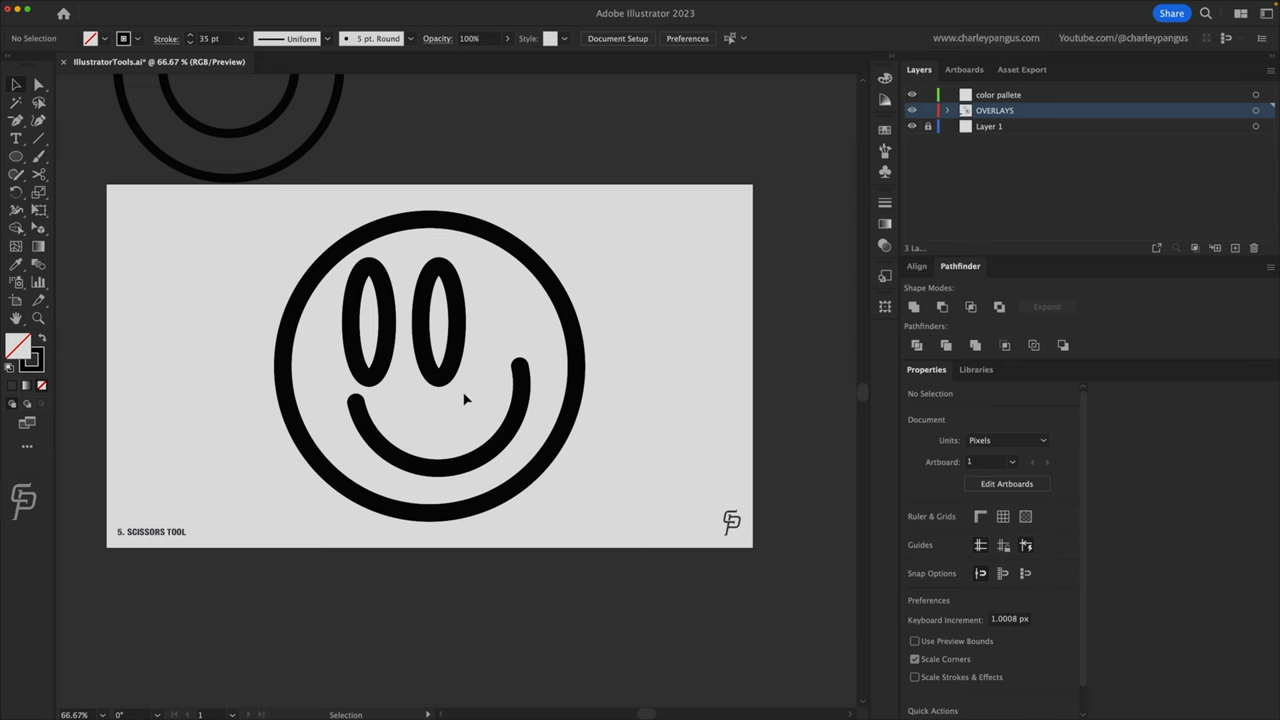 Adobe Illustrator 2023
Share
No Selection
Stroke:
35 pt
Uniform
5 pt. Round
Opacity:
100%
Style:
Document Setup
Preferences
www.charleypangus.com
Youtube.com/@charleypangus
IllustratorTools.ai* @ 66.67 % (RGB/Preview)
Layers
Artboards
Asset Export
color pallete
OVERLAYS
Layer 1
3 La...
Align
Pathfinder
Shape Modes:
Expand
Pathfinders:
Properties
Libraries
No Selection
Document
Units:
Pixels
Artboard:
1
Edit Artboards
Ruler & Grids
Guides
Snap Options
Preferences
Keyboard Increment:
1.0008 px
Use Preview Bounds
Scale Corners
Scale Strokes & Effects
Quick Actions
5. SCISSORS TOOL
66.67%
0°
1
Selection